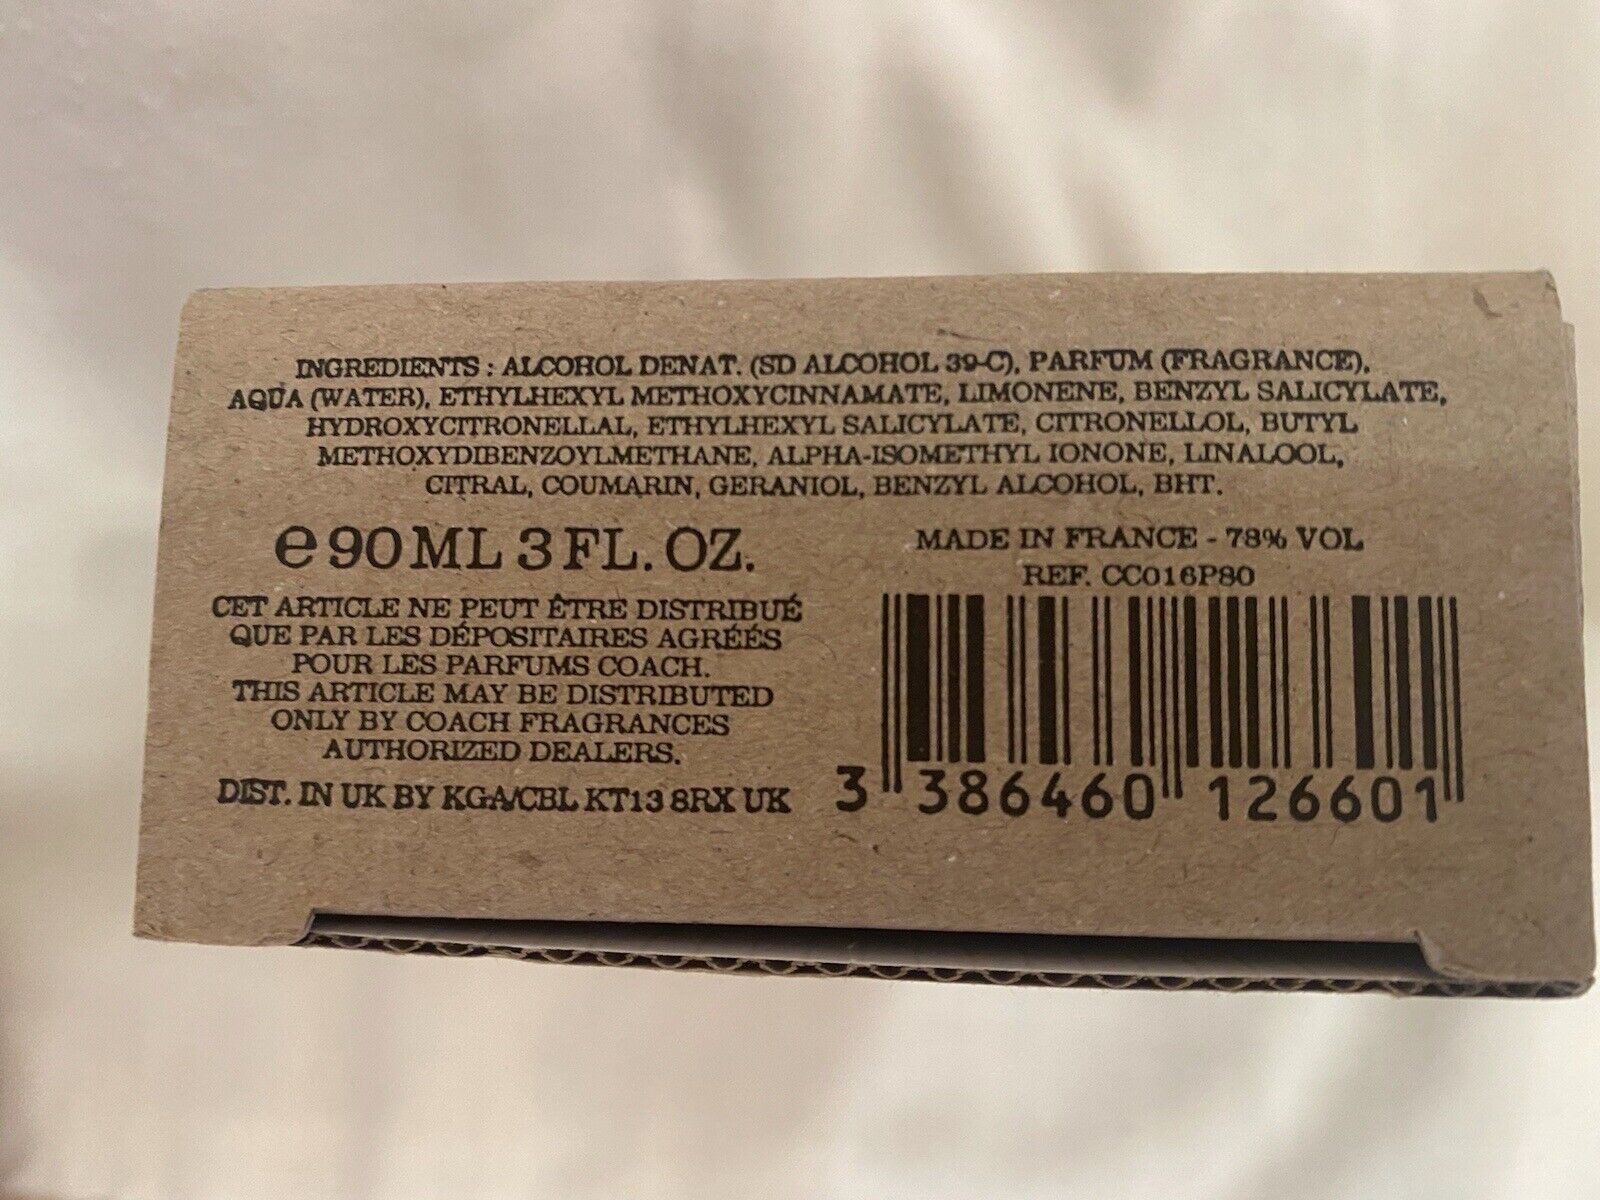 INGREDIENTS : ALCOHOL DENAT. (SD ALCOHOL 39-C), PARFUM (FRAGRANCE),
AQUA (WATER), ETHYLHEXYL METHOXYCINNAMATE, LIMONENE, BENZYL SALICYLATE,
HYDROXYCITRONELLAL, ETHYLHEXYL SALICYLATE, CITRONELLOL, BUTYL
METHOXYDIBENZOYLMETHANE, ALPHA-ISOMETHYL IONONE, LINALOOL,
CITRAL, COUMARIN, GERANIOL, BENZYL ALCOHOL, BHT.
℮ 90 ML 3 FL. OZ.
CET ARTICLE NE PEUT ÊTRE DISTRIBUÉ
QUE PAR LES DÉPOSITAIRES AGRÉÉS
POUR LES PARFUMS COACH.
THIS ARTICLE MAY BE DISTRIBUTED
ONLY BY COACH FRAGRANCES
AUTHORIZED DEALERS.
DIST. IN UK BY KGA/CBL KT13 8RX UK
MADE IN FRANCE - 78% VOL
REF. CC016P80
3 386460 126601